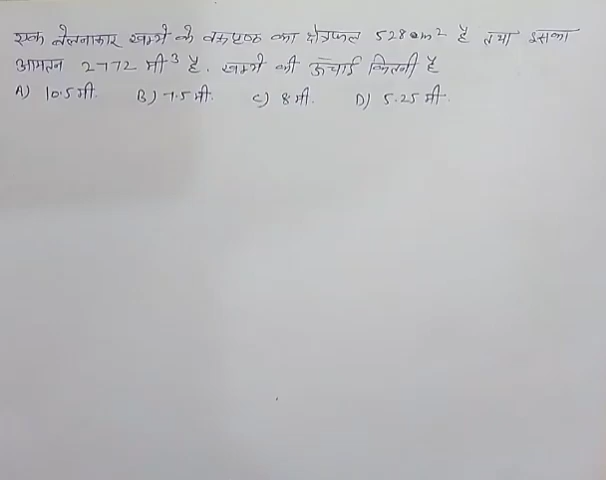 एक बेलनाकार खम्भे के वक्रपृष्ठ का क्षेत्रफल 528 cm² है तथा इसका
आयतन 2772 मी³ है. खम्भे की ऊँचाई कितनी है
A) 10.5 मी. B) 7.5 मी. C) 8 मी. D) 5.25 मी.